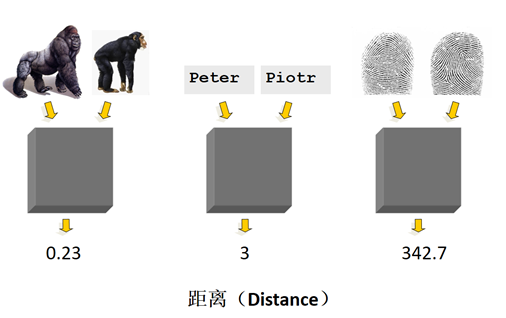 Peter Piotr
0.23 3 342.7
距离（Distance）